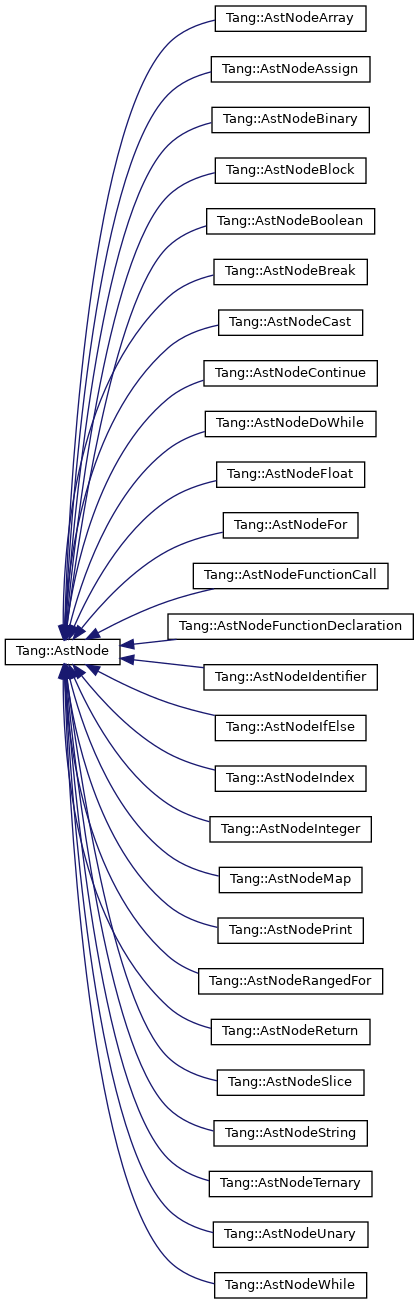 Tang::AstNodeArray
Tang::AstNodeAssign
Tang::AstNodeBinary
Tang::AstNodeBlock
Tang::AstNodeBoolean
Tang::AstNodeBreak
Tang::AstNodeCast
Tang::AstNodeContinue
Tang::AstNodeDoWhile
Tang::AstNodeFloat
Tang::AstNodeFor
Tang::AstNodeFunctionCall
Tang::AstNodeFunctionDeclaration
Tang::AstNode
Tang::AstNodeIdentifier
Tang::AstNodeIfElse
Tang::AstNodeIndex
Tang::AstNodeInteger
Tang::AstNodeMap
Tang::AstNodePrint
Tang::AstNodeRangedFor
Tang::AstNodeReturn
Tang::AstNodeSlice
Tang::AstNodeString
Tang::AstNodeTernary
Tang::AstNodeUnary
Tang::AstNodeWhile